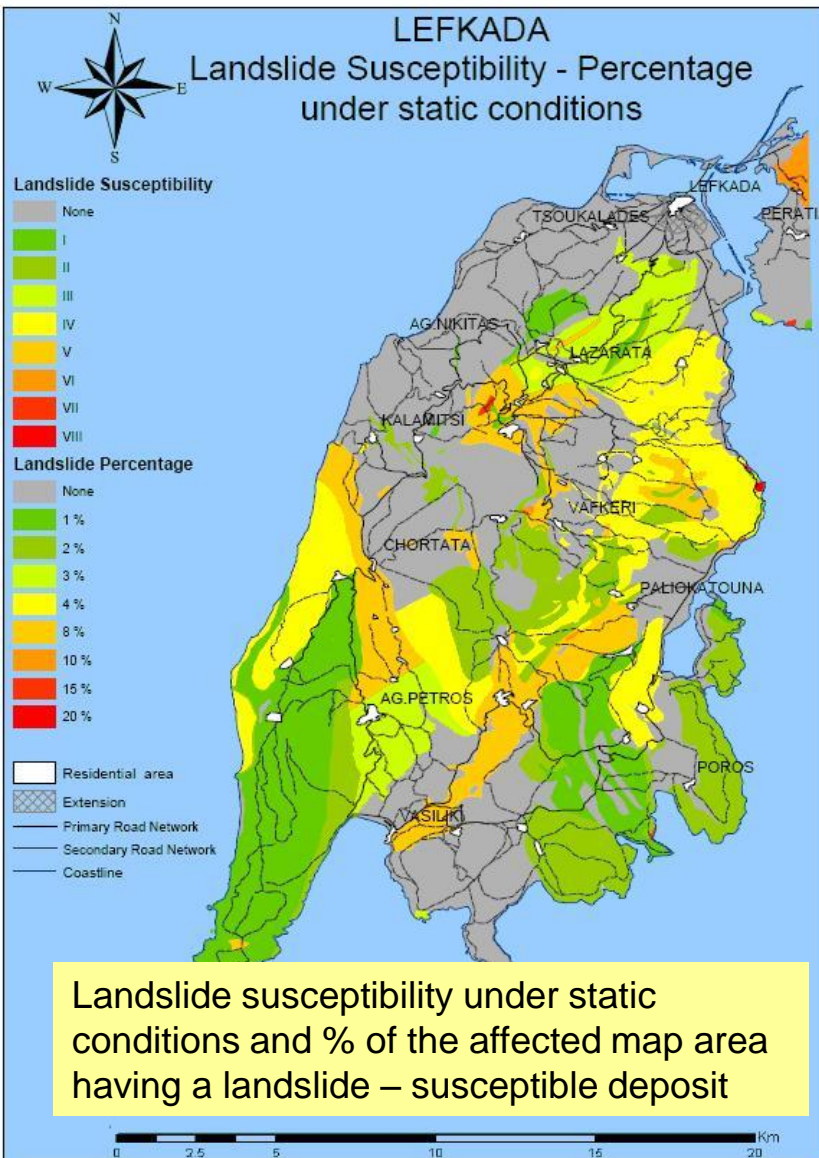 N
W
E
S
LEFKADA
Landslide Susceptibility - Percentage
under static conditions
Landslide Susceptibility
None
I
II
III
IV
V
VI
VII
VIII
Landslide Percentage
None
1 %
2 %
3 %
4 %
8 %
10 %
15 %
20 %
Residential area
Extension
Primary Road Network
Secondary Road Network
Coastline
LEFKADA
TSOUKALADES
PERATI
AG.NIKITAS
LAZARATA
KALAMITSI
VAFKERI
CHORTATA
PALIOKATOUNA
AG.PETROS
POROS
VASILIKI
Landslide susceptibility under static
conditions and % of the affected map area
having a landslide – susceptible deposit
Km
0 2.5 5 10 15 20